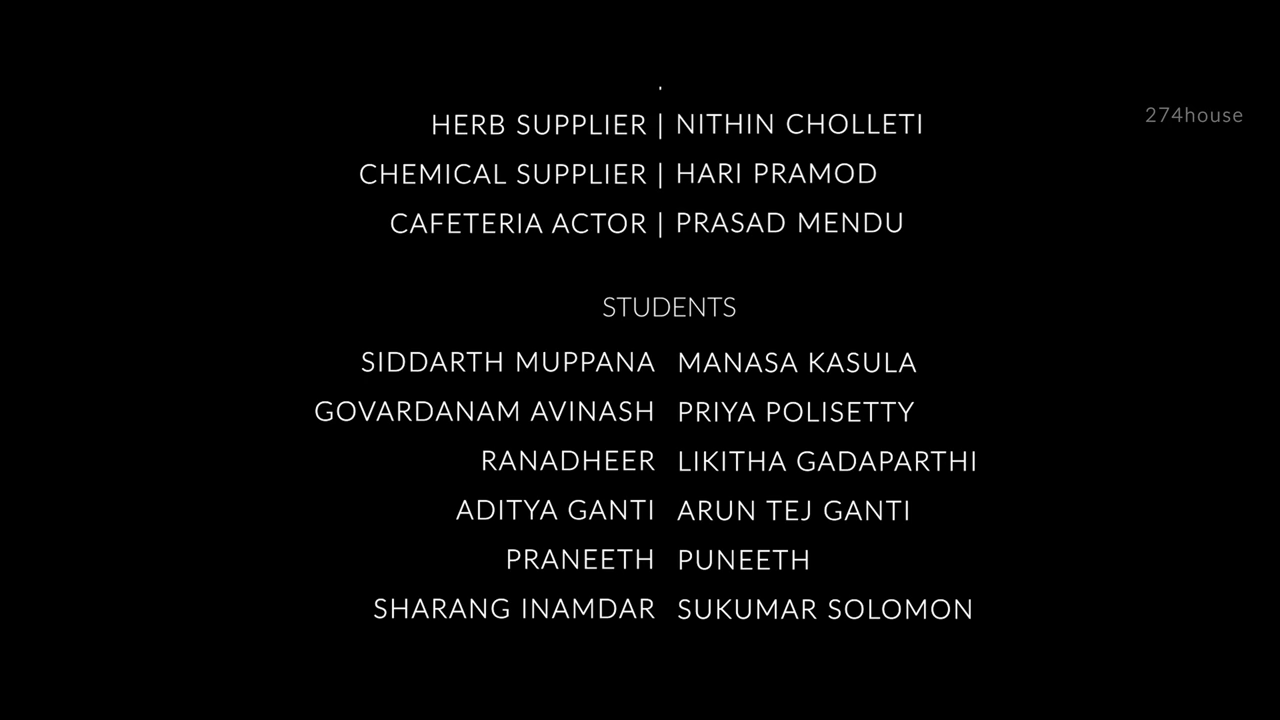 HERB SUPPLIER | NITHIN CHOLLETI
274house
CHEMICAL SUPPLIER | HARI PRAMOD
CAFETERIA ACTOR | PRASAD MENDU
STUDENTS
SIDDARTH MUPPANA MANASA KASULA
GOVARDANAM AVINASH PRIYA POLISETTY
RANADHEER LIKITHA GADAPARTHI
ADITYA GANTI ARUN TEJ GANTI
PRANEETH PUNEETH
SHARANG INAMDAR SUKUMAR SOLOMON